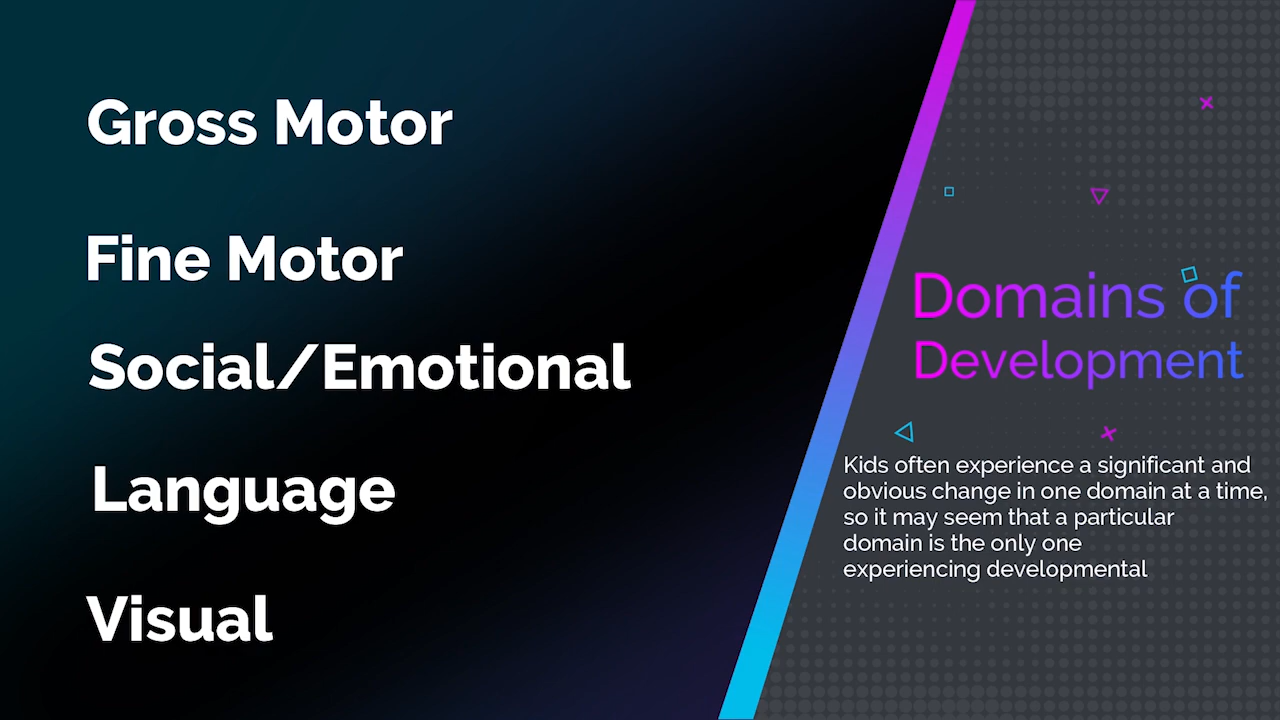 Gross Motor
Fine Motor
Social/Emotional
Language
Visual
Domains of
Development
Kids often experience a significant and
obvious change in one domain at a time,
so it may seem that a particular
domain is the only one
experiencing developmental